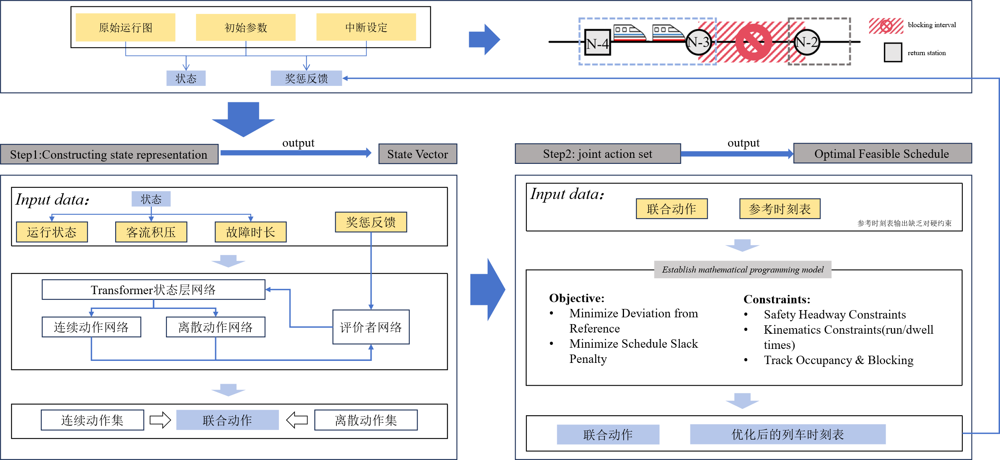 原始运行图
初始参数
中断设定
状态
奖惩反馈
N-4
N-3
N-2
blocking interval
return station
Step1:Constructing state representation
output
State Vector
Step2: joint action set
output
Optimal Feasible Schedule
Input data：
状态
运行状态
客流积压
故障时长
奖惩反馈
Transformer状态层网络
连续动作网络
离散动作网络
评价者网络
连续动作集
联合动作
离散动作集
Input data：
联合动作
参考时刻表
参考时刻表输出缺乏对硬约束
Establish mathematical programming model
Objective:
• Minimize Deviation from
Reference
• Minimize Schedule Slack
Penalty
Constraints:
• Safety Headway Constraints
• Kinematics Constraints(run/dwell
times)
• Track Occupancy & Blocking
联合动作
优化后的列车时刻表